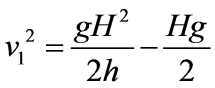 v₁² = gH²/2h − Hg/2